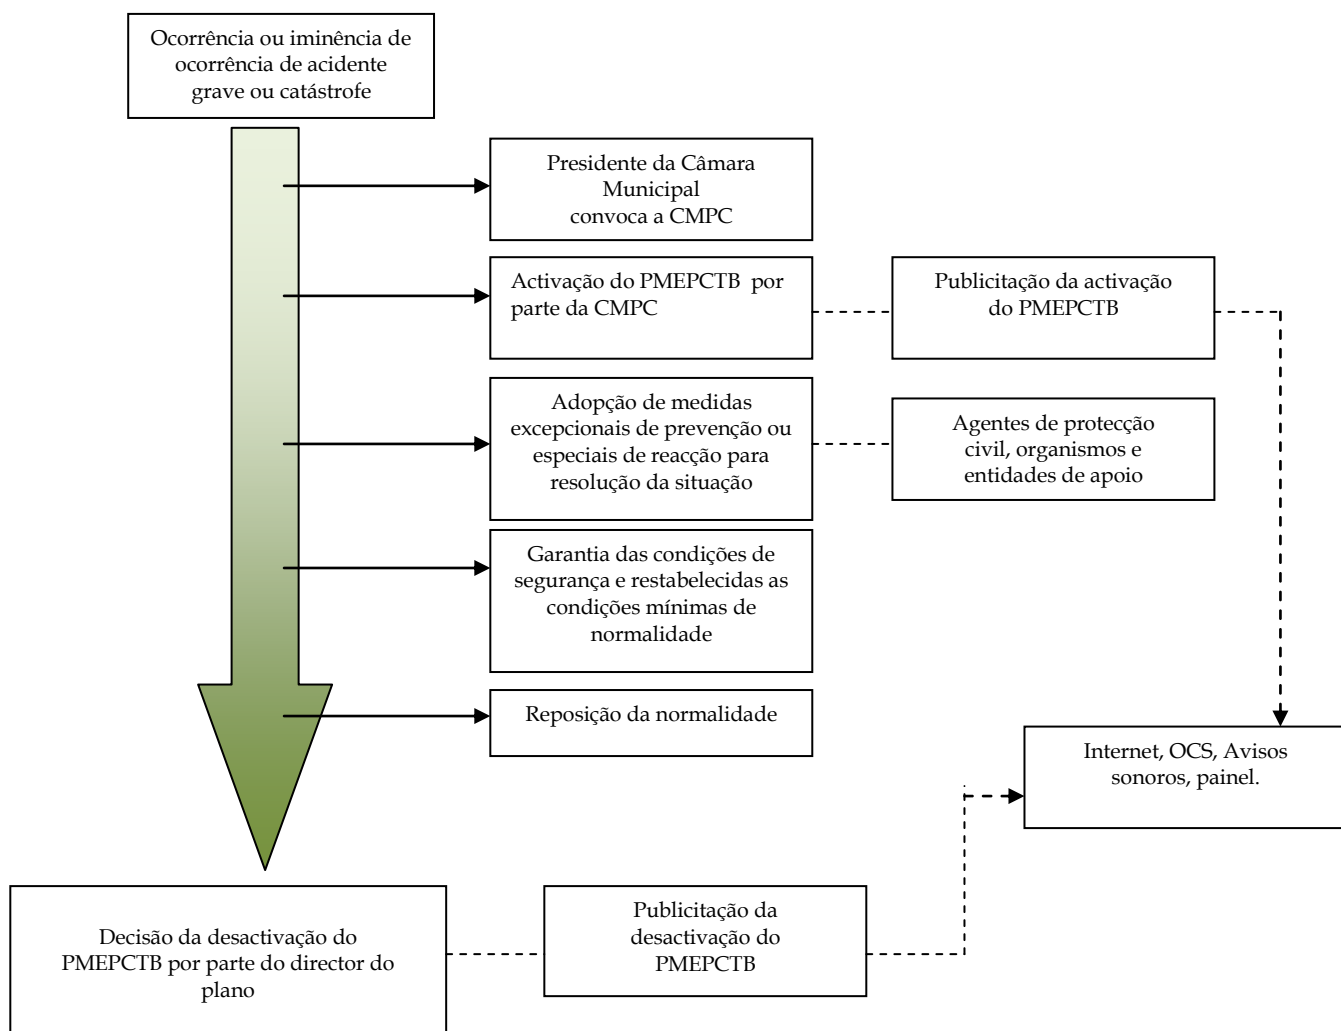 Ocorrência ou iminência de
ocorrência de acidente
grave ou catástrofe
Presidente da Câmara
Municipal
convoca a CMPC
Activação do PMEPCTB por
parte da CMPC
Publicitação da activação
do PMEPCTB
Adopção de medidas
excepcionais de prevenção ou
especiais de reacção para
resolução da situação
Agentes de protecção
civil, organismos e
entidades de apoio
Garantia das condições de
segurança e restabelecidas as
condições mínimas de
normalidade
Reposição da normalidade
Internet, OCS, Avisos
sonoros, painel.
Decisão da desactivação do
PMEPCTB por parte do director do
plano
Publicitação da
desactivação do
PMEPCTB